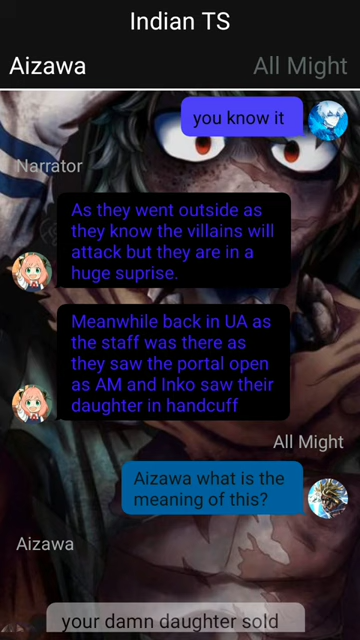 Indian TS
Aizawa
All Might
you know it
Narrator
As they went outside as
they know the villains will
attack but they are in a
huge suprise.
Meanwhile back in UA as
the staff was there as
they saw the portal open
as AM and Inko saw their
daughter in handcuff
All Might
Aizawa what is the
meaning of this?
Aizawa
your damn daughter sold